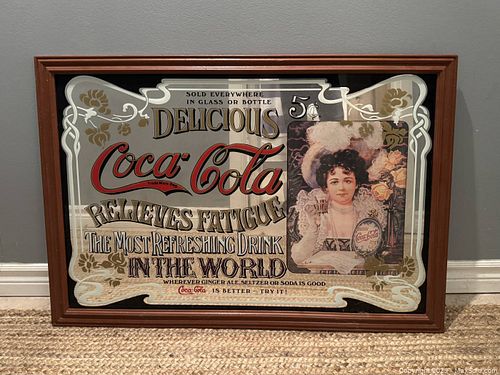 SOLD EVERYWHERE
IN GLASS OR BOTTLE
5¢
DELICIOUS
Coca-Cola
RELIEVES FATIGUE
THE MOST REFRESHING DRINK
IN THE WORLD
WHEREVER GINGER ALE, SELTZER OR SODA IS GOOD
Coca-Cola IS BETTER - TRY IT!